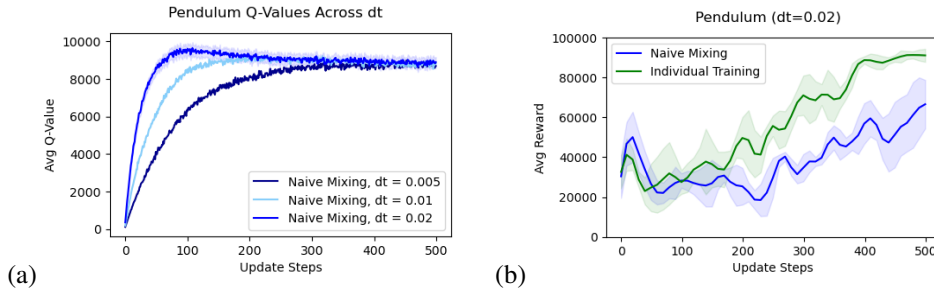 Pendulum Q-Values Across dt
Avg Q-Value
10000
8000
6000
4000
2000
0
Naive Mixing, dt = 0.005
Naive Mixing, dt = 0.01
Naive Mixing, dt = 0.02
0 100 200 300 400 500
Update Steps
(a)
Pendulum (dt=0.02)
Avg Reward
100000
80000
60000
40000
20000
0
Naive Mixing
Individual Training
0 100 200 300 400 500
Update Steps
(b)